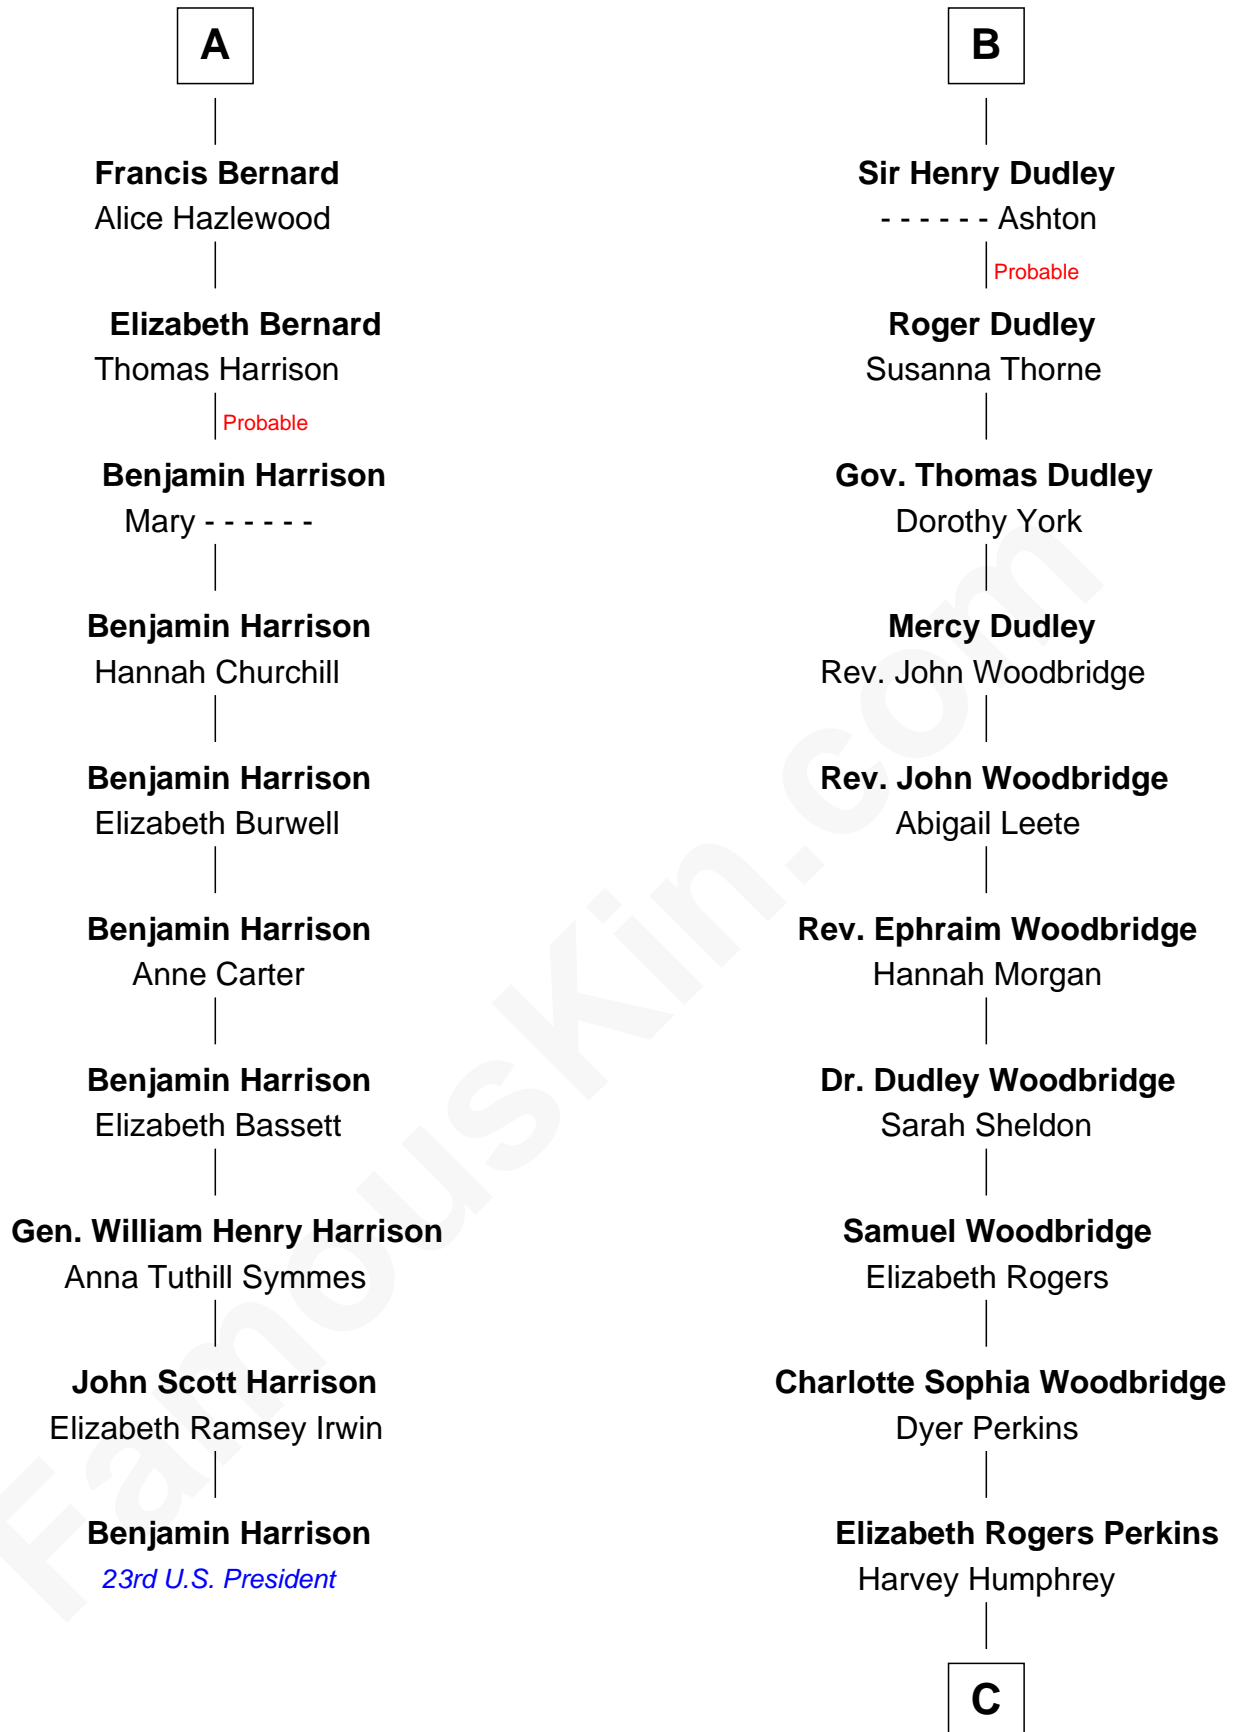 A
Francis Bernard
Alice Hazlewood
Elizabeth Bernard
Thomas Harrison
Probable
Benjamin Harrison
Mary - - - - - -
Benjamin Harrison
Hannah Churchill
Benjamin Harrison
Elizabeth Burwell
Benjamin Harrison
Anne Carter
Benjamin Harrison
Elizabeth Bassett
Gen. William Henry Harrison
Anna Tuthill Symmes
John Scott Harrison
Elizabeth Ramsey Irwin
Benjamin Harrison
23rd U.S. President
B
Sir Henry Dudley
- - - - - - Ashton
Probable
Roger Dudley
Susanna Thorne
Gov. Thomas Dudley
Dorothy York
Mercy Dudley
Rev. John Woodbridge
Rev. John Woodbridge
Abigail Leete
Rev. Ephraim Woodbridge
Hannah Morgan
Dr. Dudley Woodbridge
Sarah Sheldon
Samuel Woodbridge
Elizabeth Rogers
Charlotte Sophia Woodbridge
Dyer Perkins
Elizabeth Rogers Perkins
Harvey Humphrey
C
FamousKin.com